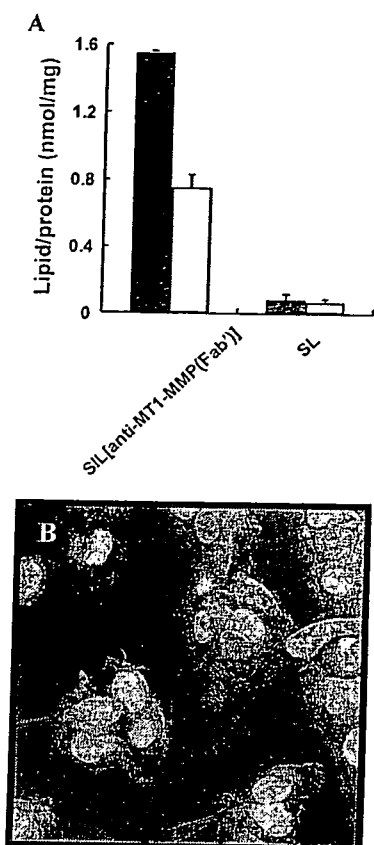 A
Lipid/protein (nmol/mg)
1.6
1.2
0.8
0.4
0
SIL[anti-MT1-MMP(Fab')]
SL
B